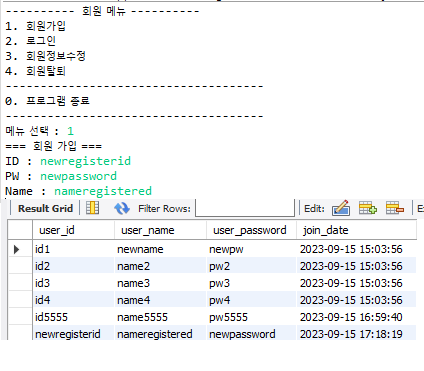 ---------- 회원 메뉴 ----------
1. 회원가입
2. 로그인
3. 회원정보수정
4. 회원탈퇴
-----------------------------------
0. 프로그램 종료
-----------------------------------
메뉴 선택 : 1
=== 회원 가입 ===
ID : newregisterid
PW : newpassword
Name : nameregistered
Result Grid Filter Rows: Edit:
user_id user_name user_password join_date
id1 newname newpw 2023-09-15 15:03:56
id2 name2 pw2 2023-09-15 15:03:56
id3 name3 pw3 2023-09-15 15:03:56
id4 name4 pw4 2023-09-15 15:03:56
id5555 name5555 pw5555 2023-09-15 16:59:40
newregisterid nameregistered newpassword 2023-09-15 17:18:19